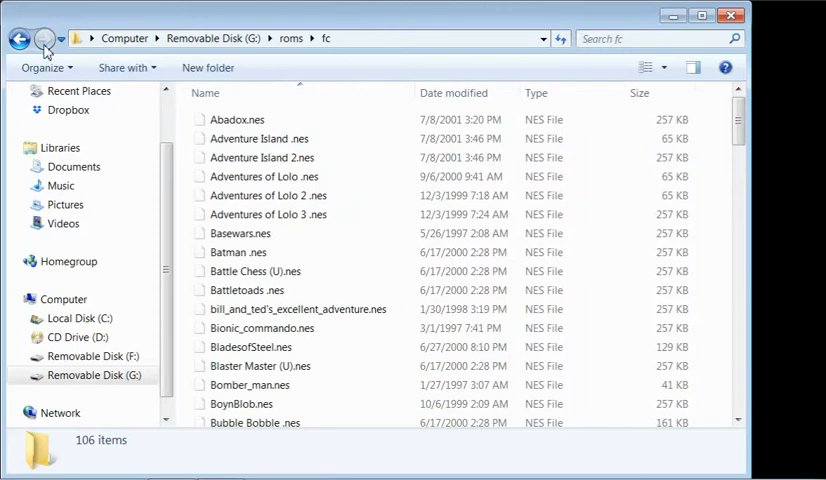 Computer Removable Disk (G:) roms fc Search fc
Organize Share with New folder
Recent Places
Dropbox
Libraries
Documents
Music
Pictures
Videos
Homegroup
Computer
Local Disk (C:)
CD Drive (D:)
Removable Disk (F:)
Removable Disk (G:)
Network
Name Date modified Type Size
Abadox.nes 7/8/2001 3:20 PM NES File 257 KB
Adventure Island .nes 7/8/2001 3:46 PM NES File 65 KB
Adventure Island 2.nes 7/8/2001 3:46 PM NES File 257 KB
Adventures of Lolo .nes 9/6/2000 9:41 AM NES File 65 KB
Adventures of Lolo 2 .nes 12/3/1999 7:18 AM NES File 65 KB
Adventures of Lolo 3 .nes 12/3/1999 7:24 AM NES File 257 KB
Basewars.nes 5/26/1997 2:08 AM NES File 257 KB
Batman .nes 6/17/2000 2:28 PM NES File 257 KB
Battle Chess (U).nes 6/17/2000 2:28 PM NES File 257 KB
Battletoads .nes 6/17/2000 2:28 PM NES File 257 KB
bill_and_ted's_excellent_adventure.nes 1/30/1998 3:19 PM NES File 257 KB
Bionic_commando.nes 3/1/1997 7:41 PM NES File 257 KB
BladesofSteel.nes 6/27/2000 8:10 PM NES File 129 KB
Blaster Master (U).nes 6/17/2000 2:28 PM NES File 257 KB
Bomber_man.nes 1/27/1997 3:07 AM NES File 41 KB
BoynBlob.nes 10/6/1999 2:09 AM NES File 257 KB
Bubble Bobble .nes 6/17/2000 2:28 PM NES File 161 KB
106 items